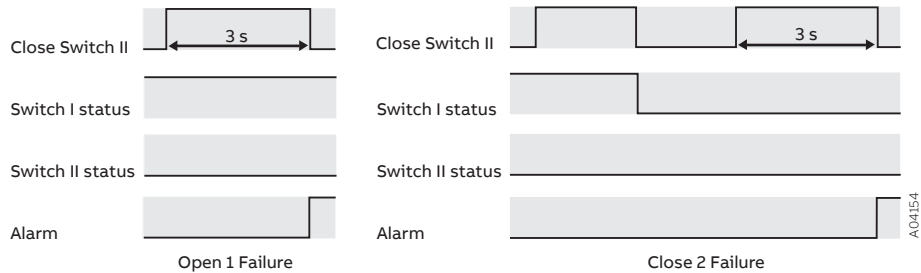 Close Switch II
3 s
Switch I status
Switch II status
Alarm
Open 1 Failure
Close Switch II
3 s
Switch I status
Switch II status
Alarm
Close 2 Failure
A04154